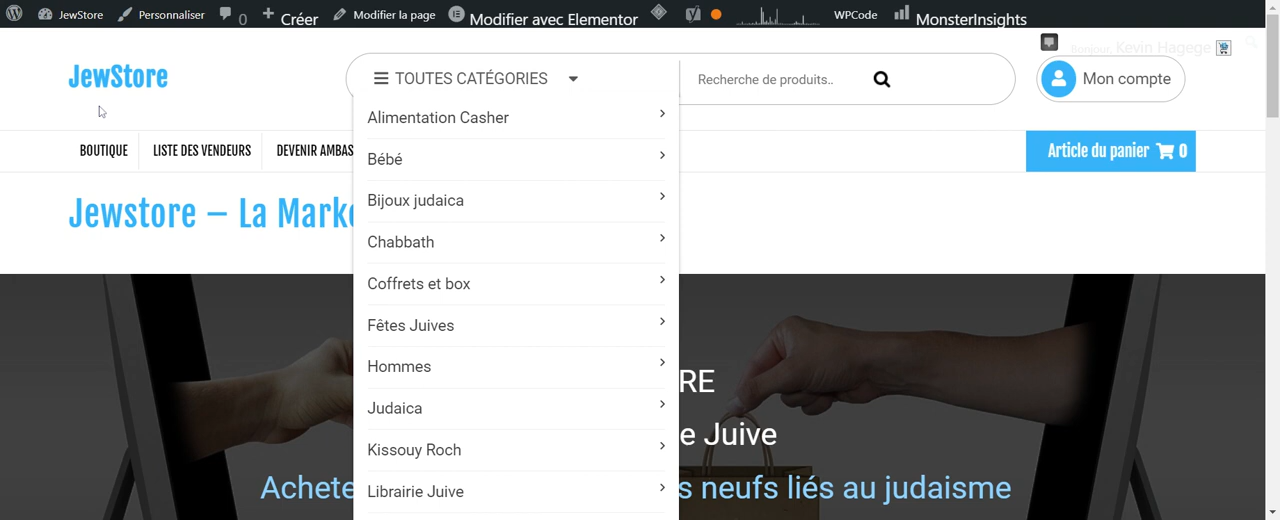 JewStore Personnaliser 0 Créer Modifier la page Modifier avec Elementor WPCode MonsterInsights
Bonjour, Kevin Hagege
JewStore TOUTES CATÉGORIES Recherche de produits.. Mon compte
Alimentation Casher
BOUTIQUE LISTE DES VENDEURS DEVENIR AMBAS Article du panier 0
Bébé
Bijoux judaica
Jewstore – La Marke
Chabbath
Coffrets et box
Fêtes Juives
Hommes
RE
Judaica
e Juive
Kissouy Roch
Librairie Juive
Achete s neufs liés au judaisme